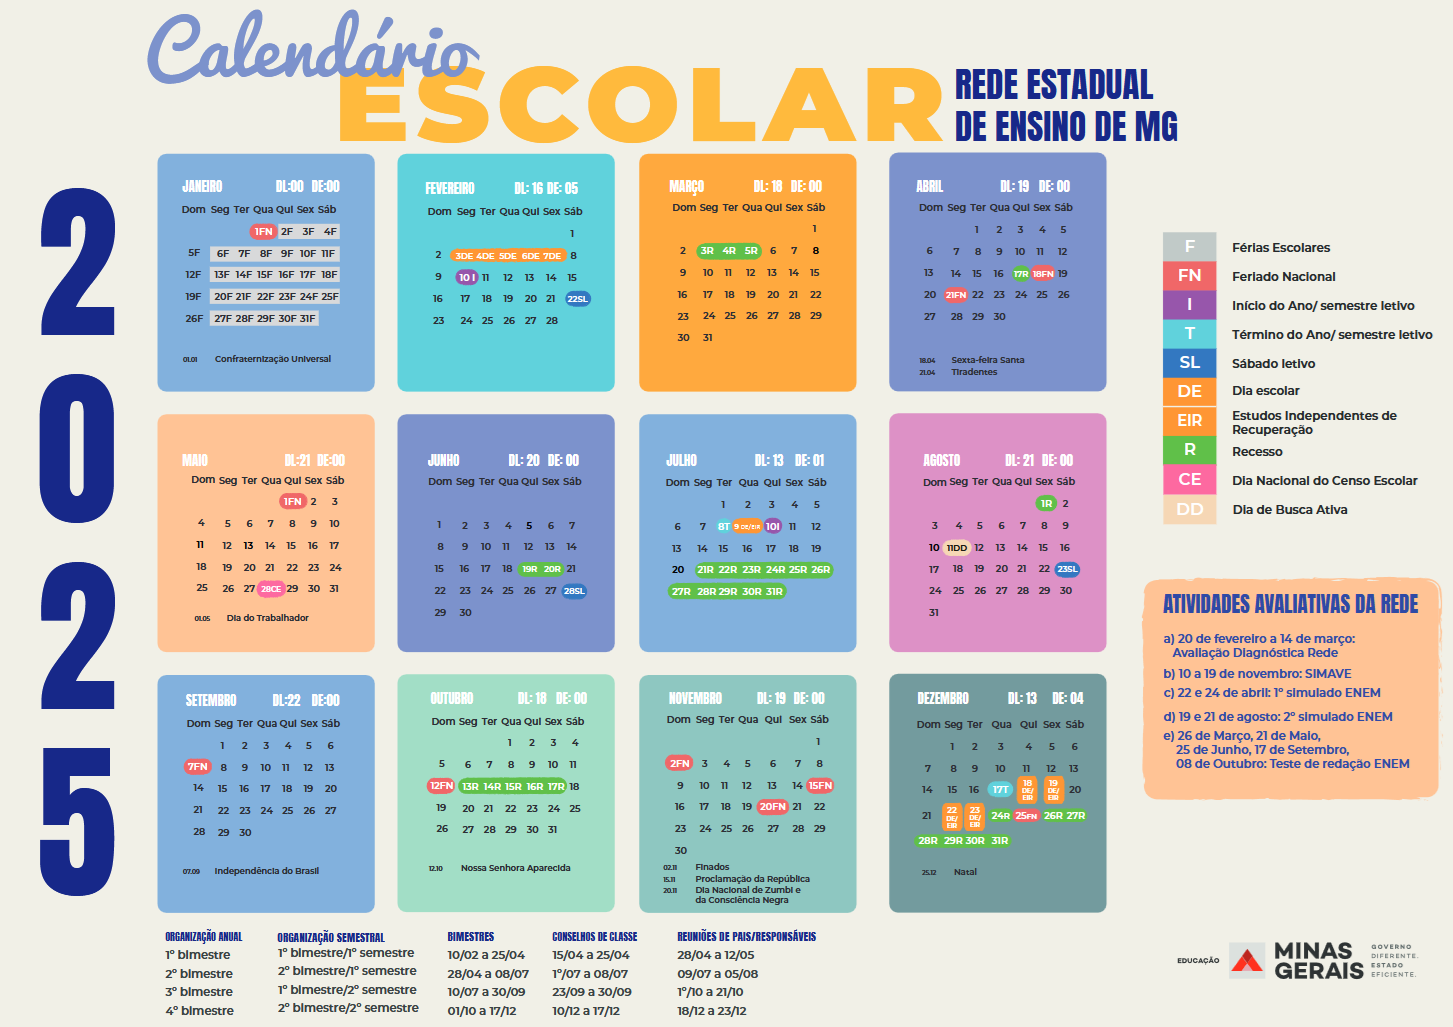 Calendário
ESCOLAR
REDE ESTADUAL
DE ENSINO DE MG
2025
JANEIRO DL:00 DE:00
Dom Seg Ter Qua Qui Sex Sáb
1FN 2F 3F 4F
5F 6F 7F 8F 9F 10F 11F
12F 13F 14F 15F 16F 17F 18F
19F 20F 21F 22F 23F 24F 25F
26F 27F 28F 29F 30F 31F
01.01 Confraternização Universal
FEVEREIRO DL: 16 DE: 05
Dom Seg Ter Qua Qui Sex Sáb
1
2 3DE 4DE 5DE 6DE 7DE 8
9 10 I 11 12 13 14 15
16 17 18 19 20 21 22SL
23 24 25 26 27 28
MARÇO DL: 18 DE: 00
Dom Seg Ter Qua Qui Sex Sáb
1
2 3R 4R 5R 6 7 8
9 10 11 12 13 14 15
16 17 18 19 20 21 22
23 24 25 26 27 28 29
30 31
ABRIL DL: 19 DE: 00
Dom Seg Ter Qua Qui Sex Sáb
1 2 3 4 5
6 7 8 9 10 11 12
13 14 15 16 17R 18FN 19
20 21FN 22 23 24 25 26
27 28 29 30
18.04 Sexta-feira Santa
21.04 Tiradentes
MAIO DL:21 DE:00
Dom Seg Ter Qua Qui Sex Sáb
1FN 2 3
4 5 6 7 8 9 10
11 12 13 14 15 16 17
18 19 20 21 22 23 24
25 26 27 28CE 29 30 31
01.05 Dia do Trabalhador
JUNHO DL: 20 DE: 00
Dom Seg Ter Qua Qui Sex Sáb
1 2 3 4 5 6 7
8 9 10 11 12 13 14
15 16 17 18 19R 20R 21
22 23 24 25 26 27 28SL
29 30
JULHO DL: 13 DE: 01
Dom Seg Ter Qua Qui Sex Sáb
1 2 3 4 5
6 7 8T 9 DE/EIR 10I 11 12
13 14 15 16 17 18 19
20 21R 22R 23R 24R 25R 26R
27R 28R 29R 30R 31R
AGOSTO DL: 21 DE: 00
Dom Seg Ter Qua Qui Sex Sáb
1R 2
3 4 5 6 7 8 9
10 11DD 12 13 14 15 16
17 18 19 20 21 22 23SL
24 25 26 27 28 29 30
31
SETEMBRO DL:22 DE:00
Dom Seg Ter Qua Qui Sex Sáb
1 2 3 4 5 6
7FN 8 9 10 11 12 13
14 15 16 17 18 19 20
21 22 23 24 25 26 27
28 29 30
07.09 Independência do Brasil
OUTUBRO DL: 18 DE: 00
Dom Seg Ter Qua Qui Sex Sáb
1 2 3 4
5 6 7 8 9 10 11
12FN 13R 14R 15R 16R 17R 18
19 20 21 22 23 24 25
26 27 28 29 30 31
12.10 Nossa Senhora Aparecida
NOVEMBRO DL: 19 DE: 00
Dom Seg Ter Qua Qui Sex Sáb
1
2FN 3 4 5 6 7 8
9 10 11 12 13 14 15FN
16 17 18 19 20FN 21 22
23 24 25 26 27 28 29
30
02.11 Finados
15.11 Proclamação da República
20.11 Dia Nacional de Zumbi e
da Consciência Negra
DEZEMBRO DL: 13 DE: 04
Dom Seg Ter Qua Qui Sex Sáb
1 2 3 4 5 6
7 8 9 10 11 12 13
14 15 16 17T 18 DE/EIR 19 DE/EIR 20
21 22 DE/EIR 23 DE/EIR 24R 25FN 26R 27R
28R 29R 30R 31R
25.12 Natal
F Férias Escolares
FN Feriado Nacional
I Início do Ano/ semestre letivo
T Término do Ano/ semestre letivo
SL Sábado letivo
DE Dia escolar
EIR Estudos Independentes de
Recuperação
R Recesso
CE Dia Nacional do Censo Escolar
DD Dia de Busca Ativa
ATIVIDADES AVALIATIVAS DA REDE
a) 20 de fevereiro a 14 de março:
Avaliação Diagnóstica Rede
b) 10 a 19 de novembro: SIMAVE
c) 22 e 24 de abril: 1º simulado ENEM
d) 19 e 21 de agosto: 2º simulado ENEM
e) 26 de Março, 21 de Maio,
25 de Junho, 17 de Setembro,
08 de Outubro: Teste de redação ENEM
ORGANIZAÇÃO ANUAL ORGANIZAÇÃO SEMESTRAL BIMESTRES CONSELHOS DE CLASSE REUNIÕES DE PAIS/RESPONSÁVEIS
1º bimestre 1º bimestre/1º semestre 10/02 a 25/04 15/04 a 25/04 28/04 a 12/05
2º bimestre 2º bimestre/1º semestre 28/04 a 08/07 1º/07 a 08/07 09/07 a 05/08
3º bimestre 1º bimestre/2º semestre 10/07 a 30/09 23/09 a 30/09 1º/10 a 21/10
4º bimestre 2º bimestre/2º semestre 01/10 a 17/12 10/12 a 17/12 18/12 a 23/12
EDUCAÇÃO
MINAS
GERAIS
GOVERNO
DIFERENTE.
ESTADO
EFICIENTE.